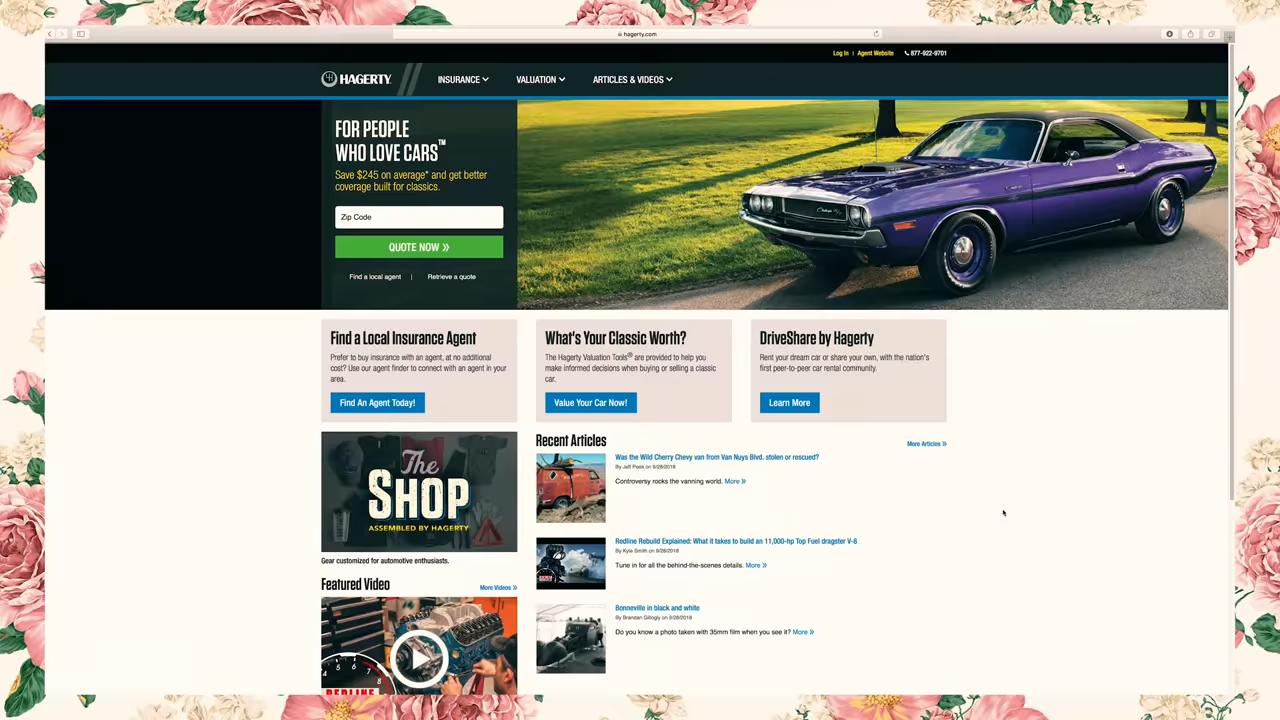 hagerty.com
Log In | Agent Website 877-922-9701
HAGERTY
INSURANCE VALUATION ARTICLES & VIDEOS
FOR PEOPLE
WHO LOVE CARS™
Save $245 on average* and get better
coverage built for classics.
Zip Code
QUOTE NOW »
Find a local agent | Retrieve a quote
Find a Local Insurance Agent
Prefer to buy insurance with an agent, at no additional
cost? Use our agent finder to connect with an agent in your
area.
Find An Agent Today!
What's Your Classic Worth?
The Hagerty Valuation Tools® are provided to help you
make informed decisions when buying or selling a classic
car.
Value Your Car Now!
DriveShare by Hagerty
Rent your dream car or share your own, with the nation's
first peer-to-peer car rental community.
Learn More
The
SHOP
ASSEMBLED BY HAGERTY
Gear customized for automotive enthusiasts.
Featured Video
More Videos »
4 5 6 7 8
REDLINE
Recent Articles
More Articles »
Was the Wild Cherry Chevy van from Van Nuys Blvd. stolen or rescued?
By Jeff Peek on 9/28/2018
Controversy rocks the vanning world. More »
Redline Rebuild Explained: What it takes to build an 11,000-hp Top Fuel dragster V-8
By Kyle Smith on 9/28/2018
Tune in for all the behind-the-scenes details. More »
Bonneville in black and white
By Brandan Gillogly on 9/28/2018
Do you know a photo taken with 35mm film when you see it? More »